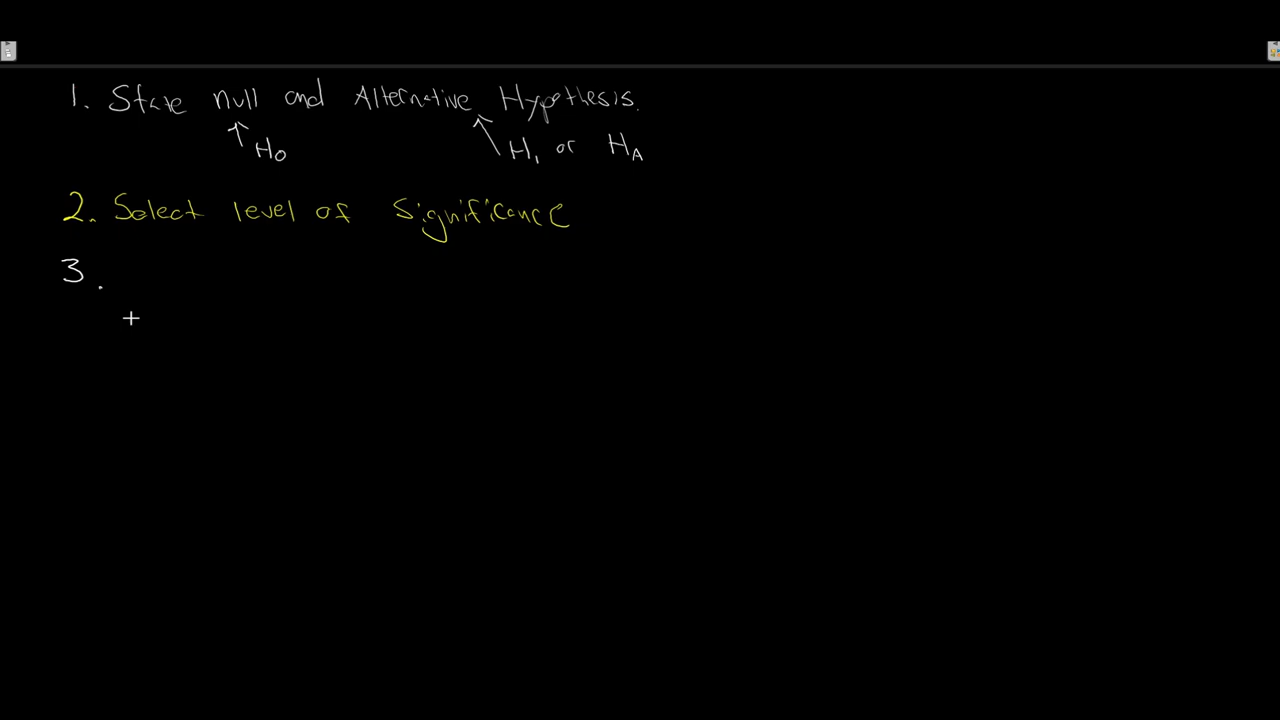 1. State null and Alternative Hypothesis.
H0 H1 or HA
2. Select level of significance
3.